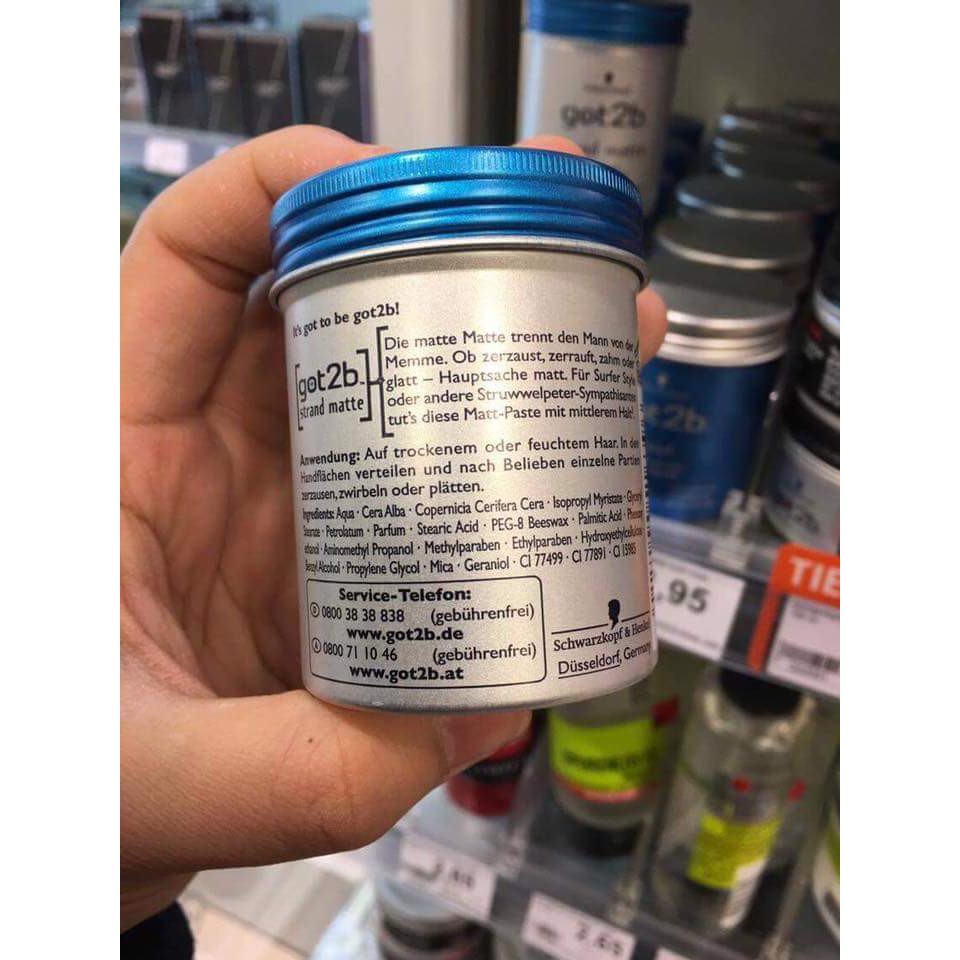 got2b
It's got to be got2b!
got2b
strand matte
Die matte Matte trennt den Mann von der
Memme. Ob zerzaust, zerrauft, zahm oder
glatt – Hauptsache matt. Für Surfer Style
oder andere Struwwelpeter-Sympathisanten
tut's diese Matt-Paste mit mittlerem Halt!
Anwendung: Auf trockenem oder feuchtem Haar. In den
Handflächen verteilen und nach Belieben einzelne Partien
zerzausen, zwirbeln oder plätten.
Ingredients: Aqua · Cera Alba · Copernicia Cerifera Cera · Isopropyl Myristate · Glyceryl
Stearate · Petrolatum · Parfum · Stearic Acid · PEG-8 Beeswax · Palmitic Acid · Phenoxy-
ethanol · Aminomethyl Propanol · Methylparaben · Ethylparaben · Hydroxyethylcellulose
Benzyl Alcohol · Propylene Glycol · Mica · Geraniol · CI 77499 · CI 77891 · CI 15985
Service-Telefon:
D 0800 38 38 838 (gebührenfrei)
www.got2b.de
A 0800 71 10 46 (gebührenfrei)
www.got2b.at
Schwarzkopf & Henkel
Düsseldorf, Germany
.95
TIE
2.65